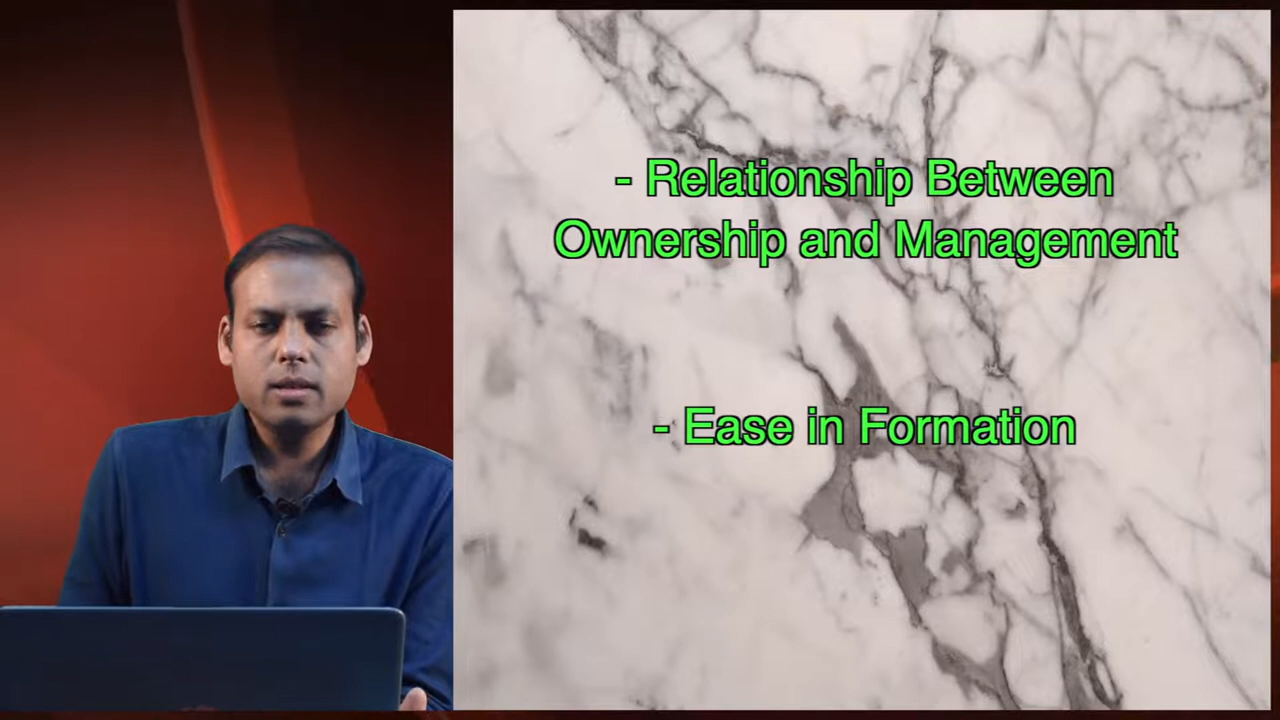 - Relationship Between
Ownership and Management
- Ease in Formation